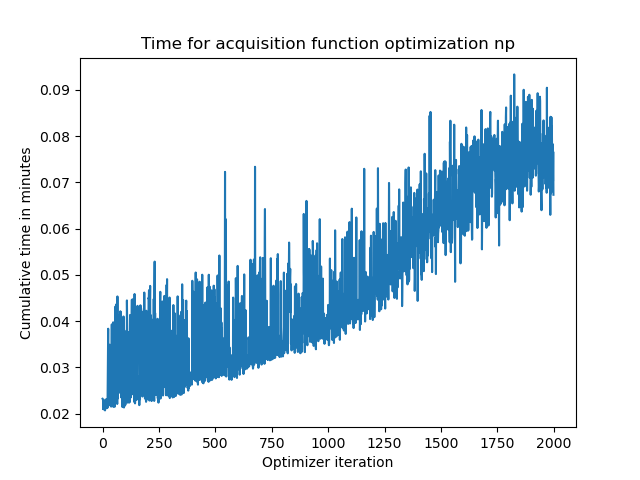 Time for acquisition function optimization np
0.09
0.08
0.07
0.06
0.05
0.04
0.03
0.02
Cumulative time in minutes
0 250 500 750 1000 1250 1500 1750 2000
Optimizer iteration